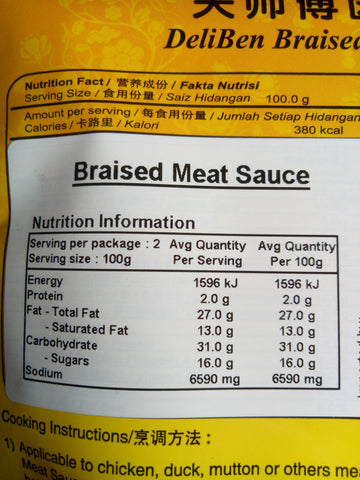 DeliBen Braised
Nutrition Fact / 营养成份 / Fakta Nutrisi
Serving Size / 食用份量 / Saiz Hidangan 100.0 g
Amount per serving / 每食用份量 / Jumlah Setiap Hidangan
Calories / 卡路里 / Kalori 380 kcal
Braised Meat Sauce
Nutrition Information
Serving per package : 2 Avg Quantity Avg Quantity
Serving size : 100g Per Serving Per 100g
Energy 1596 kJ 1596 kJ
Protein 2.0 g 2.0 g
Fat - Total Fat 27.0 g 27.0 g
- Saturated Fat 13.0 g 13.0 g
Carbohydrate 31.0 g 31.0 g
- Sugars 16.0 g 16.0 g
Sodium 6590 mg 6590 mg
Cooking Instructions/烹调方法 :
1) Applicable to chicken, duck, mutton or others
Meat